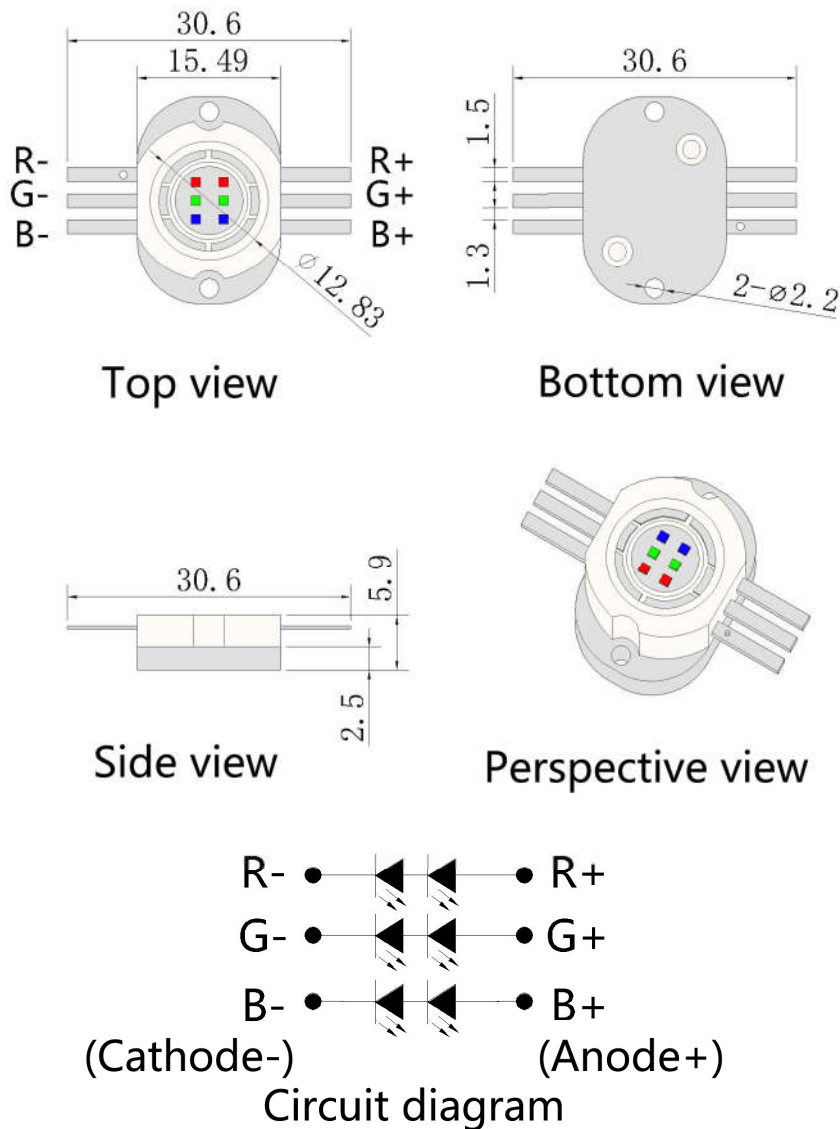 30.6
15.49
R-
G-
B-
R+
G+
B+
ø12.83
Top view
30.6
1.5
1.3
2-ø2.2
Bottom view
30.6
5.9
2.5
Side view
Perspective view
R- R+
G- G+
B- B+
(Cathode-) (Anode+)
Circuit diagram